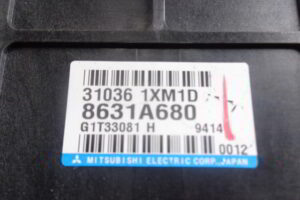 31036 1XM1D
8631A680
G1T33081 H 9414
0012
MITSUBISHI ELECTRIC CORP., JAPAN